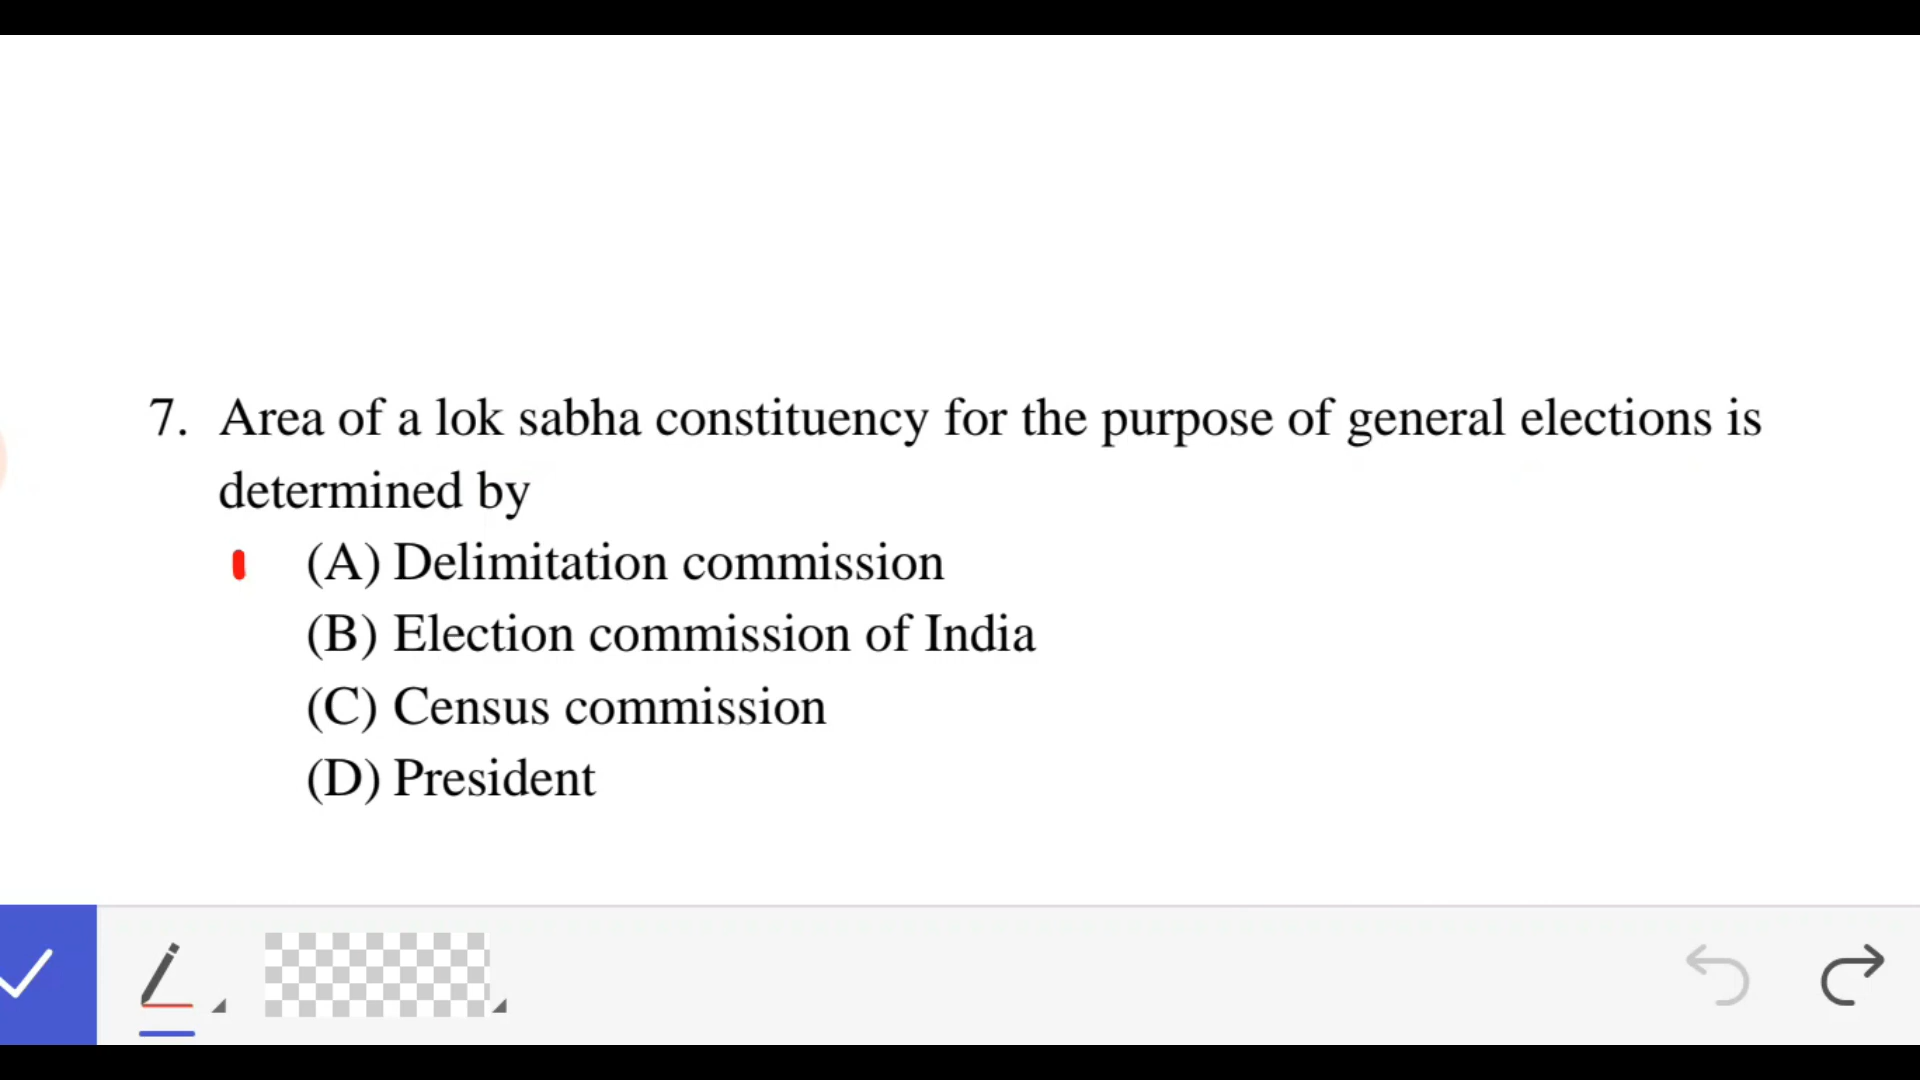 7. Area of a lok sabha constituency for the purpose of general elections is
determined by
(A) Delimitation commission
(B) Election commission of India
(C) Census commission
(D) President